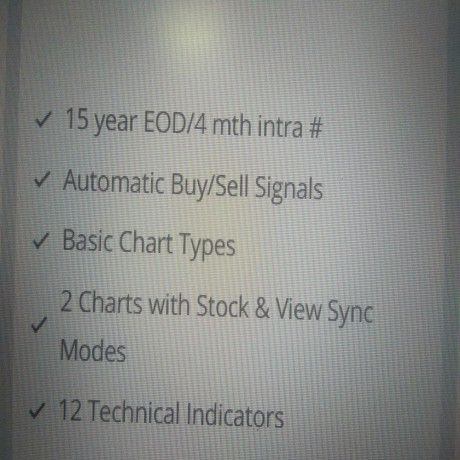 15 year EOD/4 mth intra #
Automatic Buy/Sell Signals
Basic Chart Types
2 Charts with Stock & View Sync
Modes
12 Technical Indicators